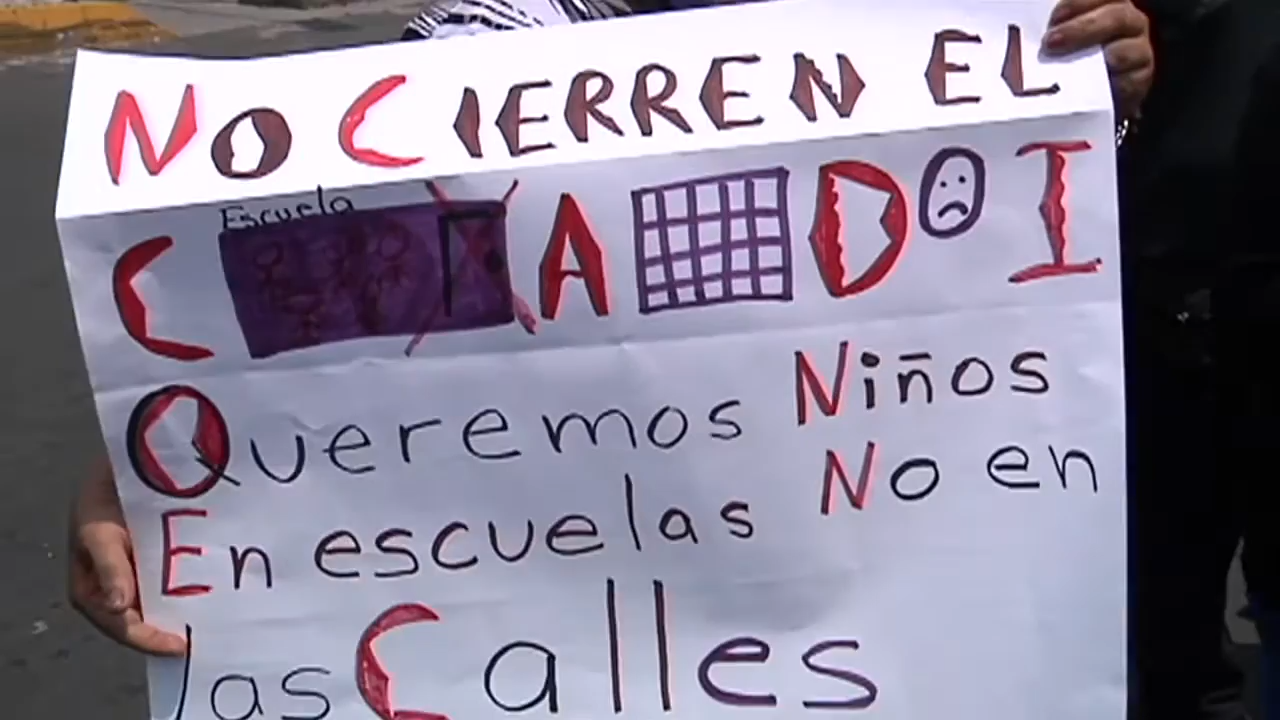 NO CIERREN EL
Escuela
C A D I
Queremos Niños
En escuelas No en
las Calles